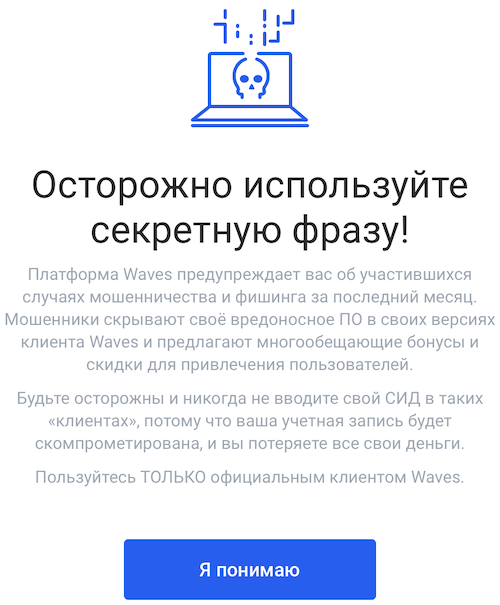 Осторожно используйте
секретную фразу!
Платформа Waves предупреждает вас об участившихся
случаях мошенничества и фишинга за последний месяц.
Мошенники скрывают своё вредоносное ПО в своих версиях
клиента Waves и предлагают многообещающие бонусы и
скидки для привлечения пользователей.
Будьте осторожны и никогда не вводите свой СИД в таких
«клиентах», потому что ваша учетная запись будет
скомпрометирована, и вы потеряете все свои деньги.
Пользуйтесь ТОЛЬКО официальным клиентом Waves.
Я понимаю